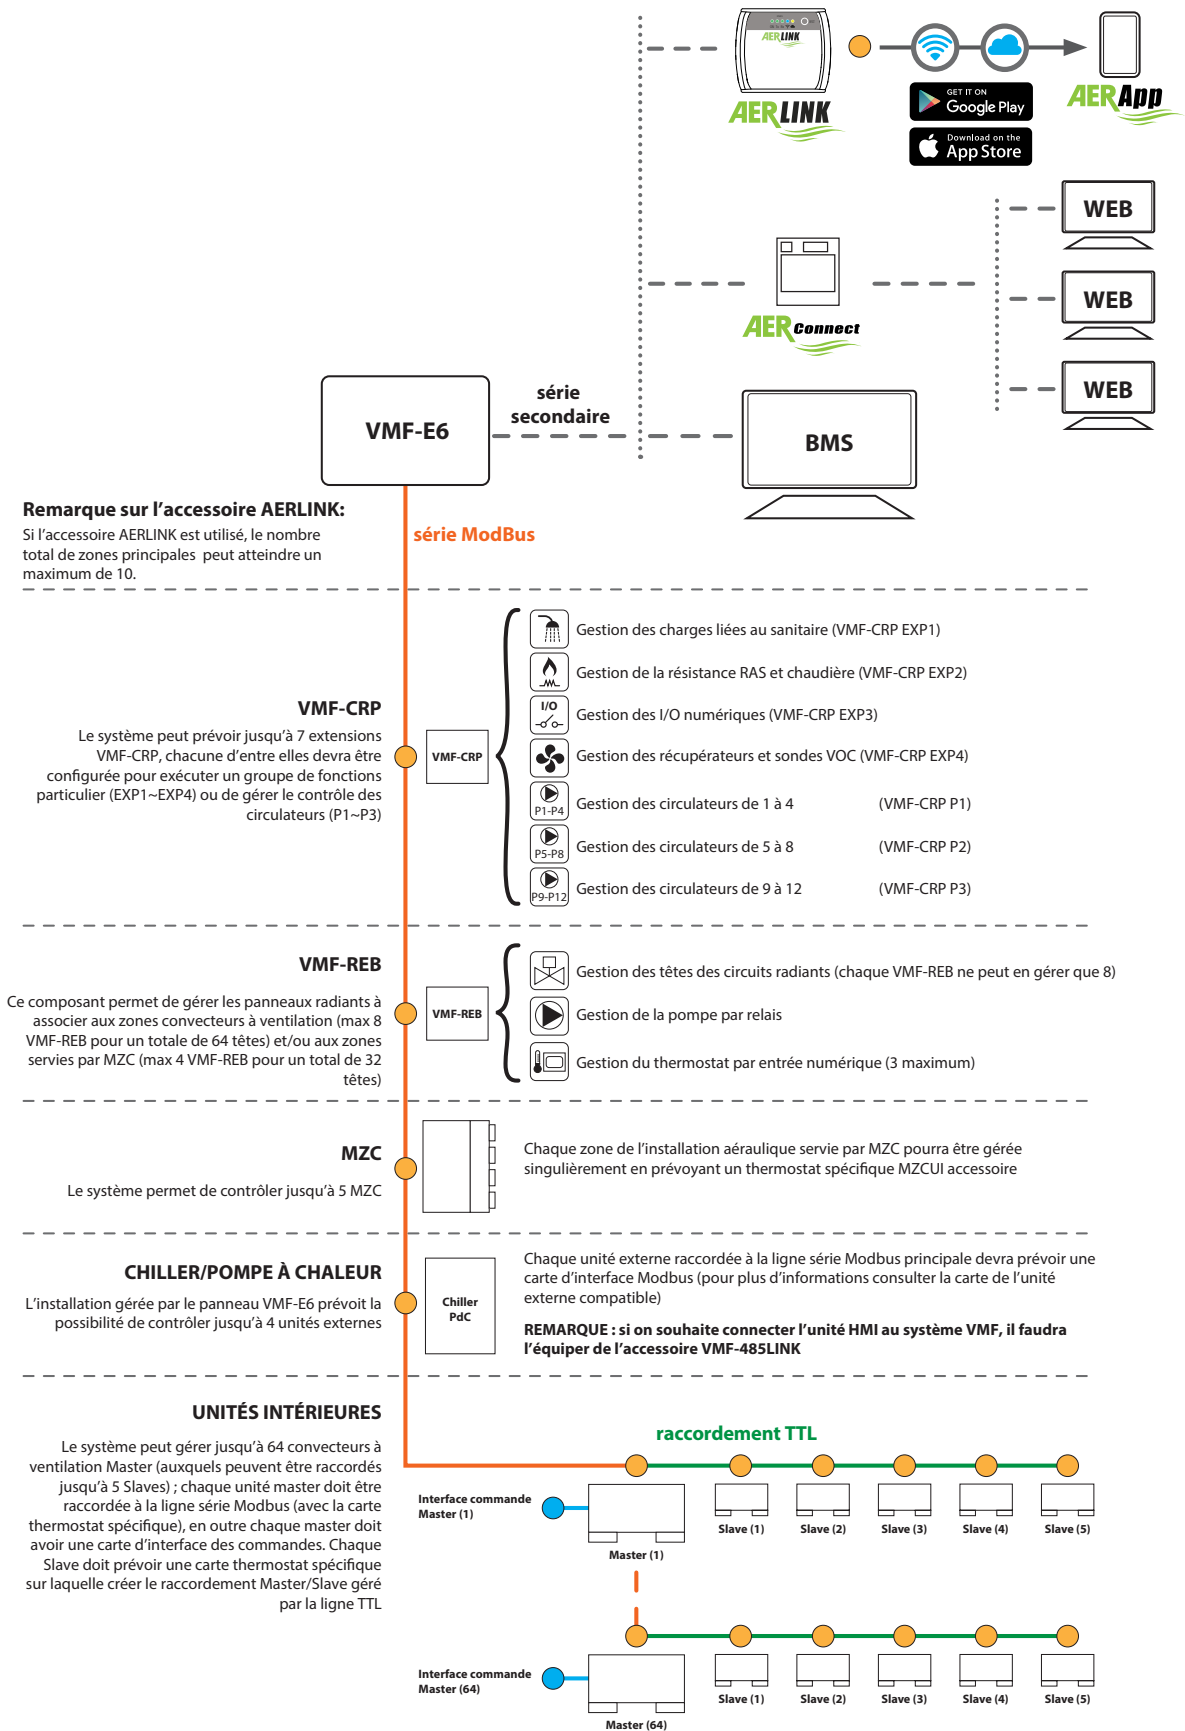 AERLINK
AERLINK
GET IT ON
Google Play
Download on the
App Store
AERApp
WEB
WEB
WEB
AERConnect
VMF-E6
série
secondaire
BMS
Remarque sur l'accessoire AERLINK:
Si l'accessoire AERLINK est utilisé, le nombre
total de zones principales peut atteindre un
maximum de 10.
série ModBus
VMF-CRP
Le système peut prévoir jusqu'à 7 extensions
VMF-CRP, chacune d'entre elles devra être
configurée pour exécuter un groupe de fonctions
particulier (EXP1~EXP4) ou de gérer le contrôle des
circulateurs (P1~P3)
VMF-CRP
Gestion des charges liées au sanitaire (VMF-CRP EXP1)
Gestion de la résistance RAS et chaudière (VMF-CRP EXP2)
I/O
Gestion des I/O numériques (VMF-CRP EXP3)
Gestion des récupérateurs et sondes VOC (VMF-CRP EXP4)
P1-P4
Gestion des circulateurs de 1 à 4 (VMF-CRP P1)
P5-P8
Gestion des circulateurs de 5 à 8 (VMF-CRP P2)
P9-P12
Gestion des circulateurs de 9 à 12 (VMF-CRP P3)
VMF-REB
Ce composant permet de gérer les panneaux radiants à
associer aux zones convecteurs à ventilation (max 8
VMF-REB pour un totale de 64 têtes) et/ou aux zones
servies par MZC (max 4 VMF-REB pour un total de 32
têtes)
VMF-REB
Gestion des têtes des circuits radiants (chaque VMF-REB ne peut en gérer que 8)
Gestion de la pompe par relais
Gestion du thermostat par entrée numérique (3 maximum)
MZC
Le système permet de contrôler jusqu'à 5 MZC
Chaque zone de l'installation aéraulique servie par MZC pourra être gérée
singulièrement en prévoyant un thermostat spécifique MZCUI accessoire
CHILLER/POMPE À CHALEUR
L'installation gérée par le panneau VMF-E6 prévoit la
possibilité de contrôler jusqu'à 4 unités externes
Chiller
PdC
Chaque unité externe raccordée à la ligne série Modbus principale devra prévoir une
carte d'interface Modbus (pour plus d'informations consulter la carte de l'unité
externe compatible)
REMARQUE : si on souhaite connecter l'unité HMI au système VMF, il faudra
l'équiper de l'accessoire VMF-485LINK
UNITÉS INTÉRIEURES
Le système peut gérer jusqu'à 64 convecteurs à
ventilation Master (auxquels peuvent être raccordés
jusqu'à 5 Slaves) ; chaque unité master doit être
raccordée à la ligne série Modbus (avec la carte
thermostat spécifique), en outre chaque master doit
avoir une carte d'interface des commandes. Chaque
Slave doit prévoir une carte thermostat spécifique
sur laquelle créer le raccordement Master/Slave géré
par la ligne TTL
raccordement TTL
Interface commande
Master (1)
Master (1)
Slave (1) Slave (2) Slave (3) Slave (4) Slave (5)
Interface commande
Master (64)
Master (64)
Slave (1) Slave (2) Slave (3) Slave (4) Slave (5)